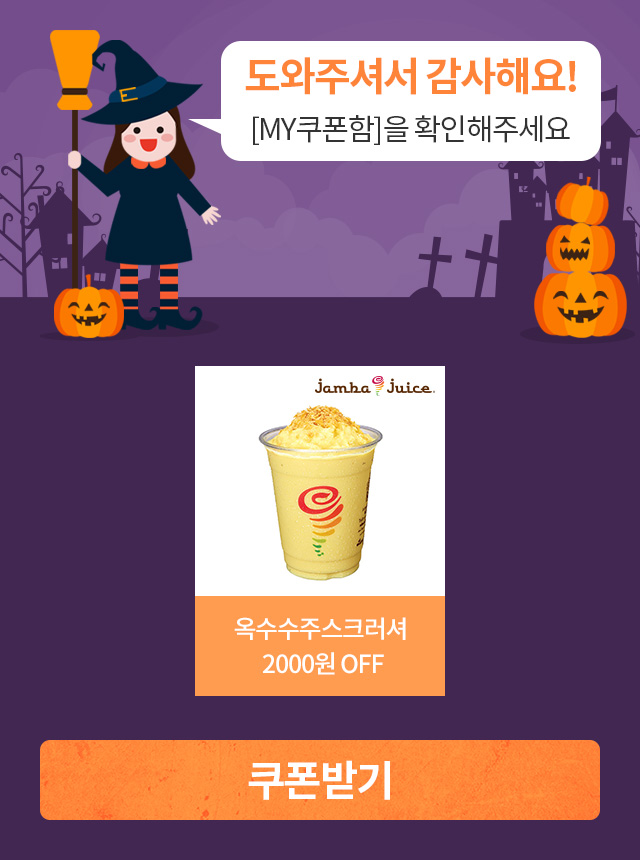 도와주셔서 감사해요!
[MY쿠폰함]을 확인해주세요
jamba juice.
옥수수주스크러셔
2000원 OFF
쿠폰받기